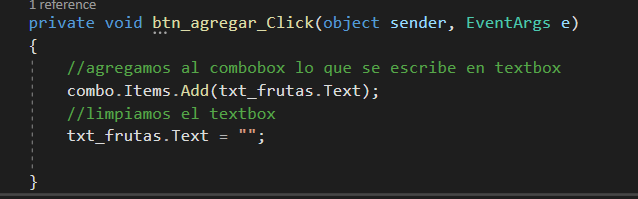 1 reference
private void btn_agregar_Click(object sender, EventArgs e)
{
//agregamos al combobox lo que se escribe en textbox
combo.Items.Add(txt_frutas.Text);
//limpiamos el textbox
txt_frutas.Text = "";
}